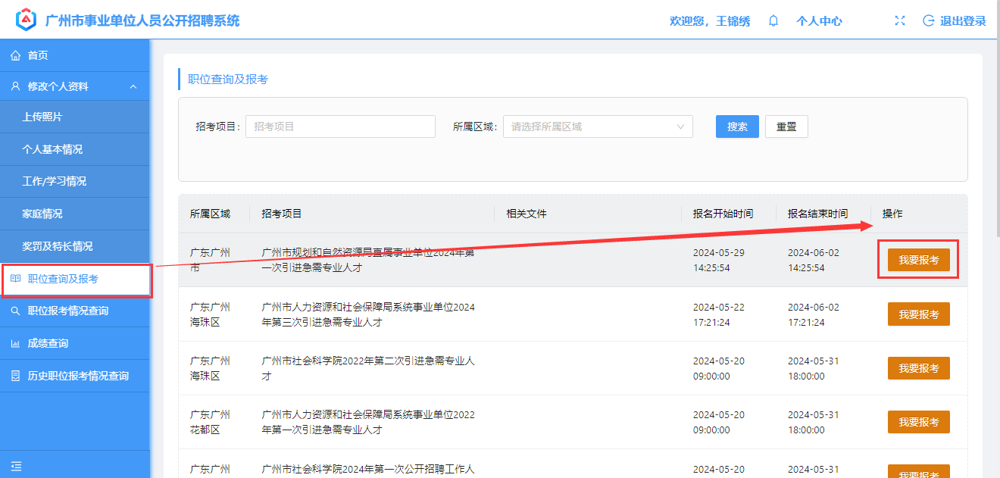 广州市事业单位人员公开招聘系统
欢迎您，王锦绣
个人中心
退出登录
首页
修改个人资料
上传照片
个人基本情况
工作/学习情况
家庭情况
奖罚及特长情况
职位查询及报考
职位报考情况查询
成绩查询
历史职位报考情况查询
职位查询及报考
招考项目：
招考项目
所属区域：
请选择所属区域
搜索
重置
所属区域
招考项目
相关文件
报名开始时间
报名结束时间
操作
广东广州
市
广州市规划和自然资源局直属事业单位2024年第
一次引进急需专业人才
2024-05-29
14:25:54
2024-06-02
14:25:54
我要报考
广东广州
海珠区
广州市人力资源和社会保障局系统事业单位2024
年第三次引进急需专业人才
2024-05-22
17:21:24
2024-06-02
17:21:24
我要报考
广东广州
海珠区
广州市社会科学院2022年第二次引进急需专业人
才
2024-05-20
09:00:00
2024-05-31
18:00:00
我要报考
广东广州
花都区
广州市人力资源和社会保障局系统事业单位2022
年第一次引进急需专业人才
2024-05-20
09:00:00
2024-05-31
18:00:00
我要报考
广东广州
广州市社会科学院2024年第一次公开招聘工作人
2024-05-20
2024-05-31
我要报考